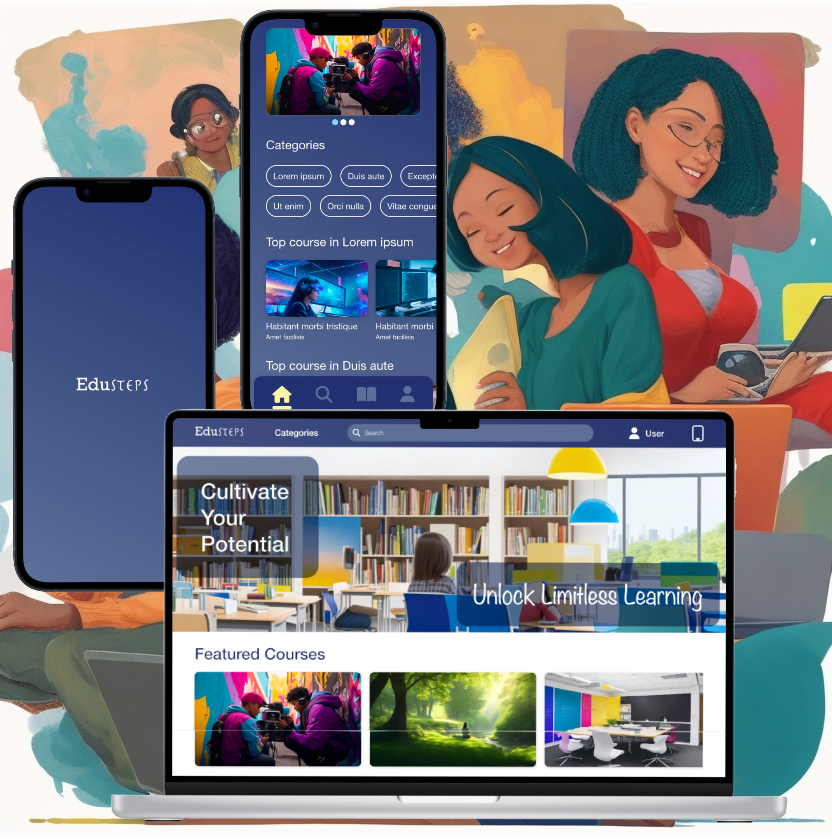 Categories
Lorem ipsum Duis aute
Ut enim Orci nulla Vitae congue
Top course in Lorem ipsum
Habitant morbi tristique Habitant morbi
Amet facilisis Amet facilisis
Top course in Duis aute
EduSTEPS
EduSTEPS Categories Search User
Cultivate
Your
Potential
Unlock Limitless Learning
Featured Courses